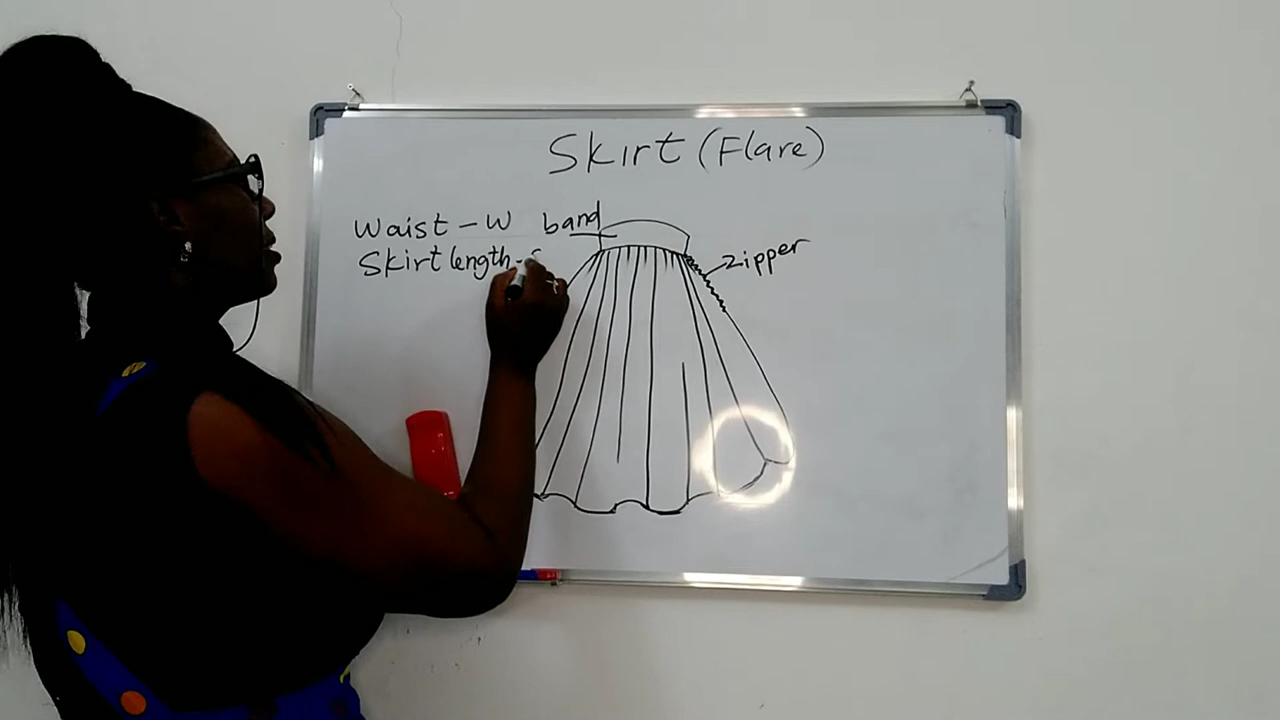 Skirt (Flare)
Waist - W
band
Skirt length -
zipper